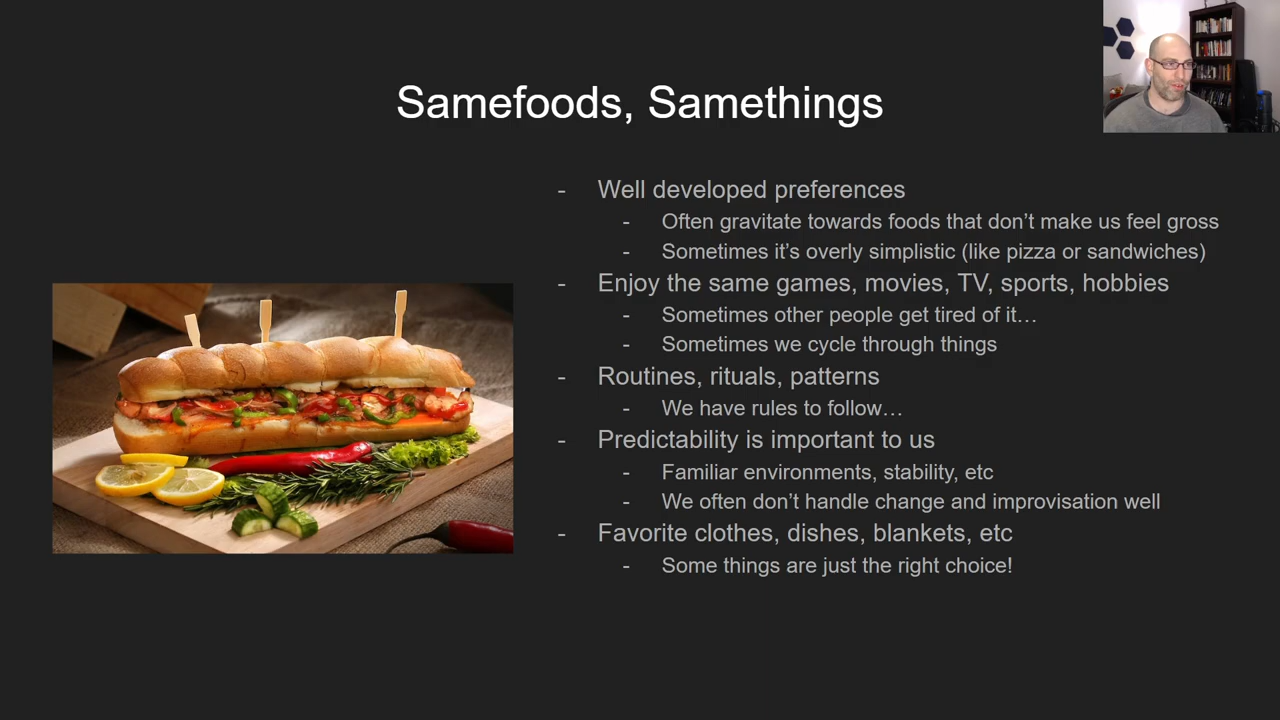 Samefoods, Samethings
- Well developed preferences
- Often gravitate towards foods that don't make us feel gross
- Sometimes it's overly simplistic (like pizza or sandwiches)
- Enjoy the same games, movies, TV, sports, hobbies
- Sometimes other people get tired of it…
- Sometimes we cycle through things
- Routines, rituals, patterns
- We have rules to follow…
- Predictability is important to us
- Familiar environments, stability, etc
- We often don't handle change and improvisation well
- Favorite clothes, dishes, blankets, etc
- Some things are just the right choice!